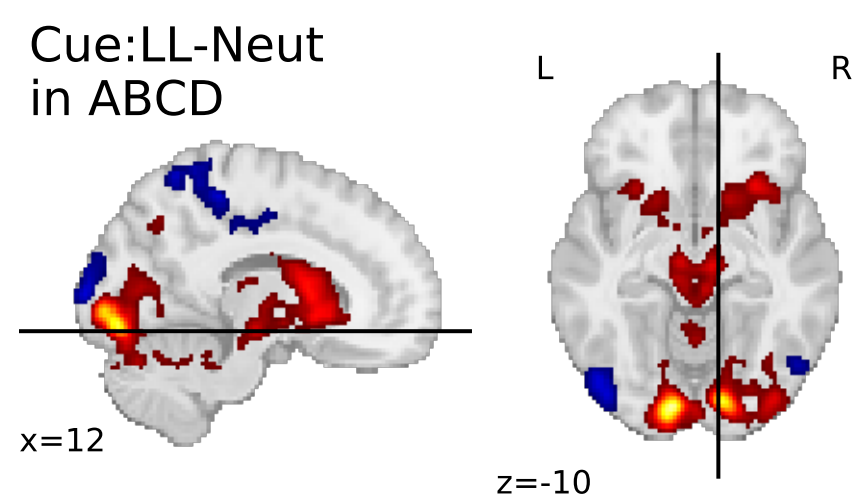 Cue:LL-Neut
in ABCD
L
R
x=12
z=-10